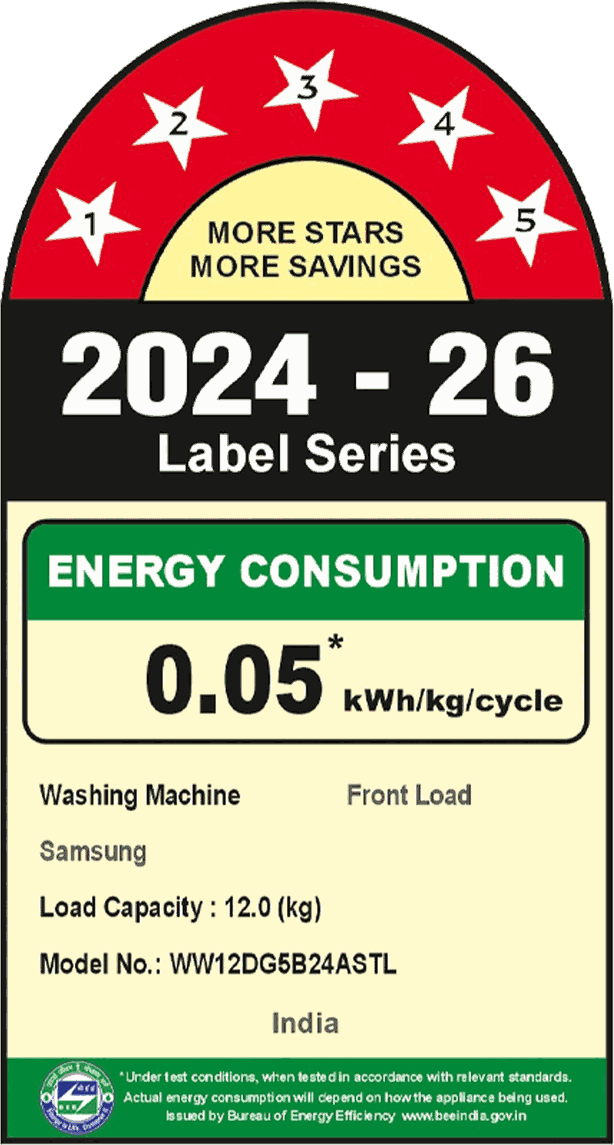 1 2 3 4 5
MORE STARS
MORE SAVINGS
2024 - 26
Label Series
ENERGY CONSUMPTION
0.05* kWh/kg/cycle
Washing Machine Front Load
Samsung
Load Capacity : 12.0 (kg)
Model No.: WW12DG5B24ASTL
India
*Under test conditions, when tested in accordance with relevant standards.
Actual energy consumption will depend on how the appliance being used.
Issued by Bureau of Energy Efficiency www.beeindia.gov.in